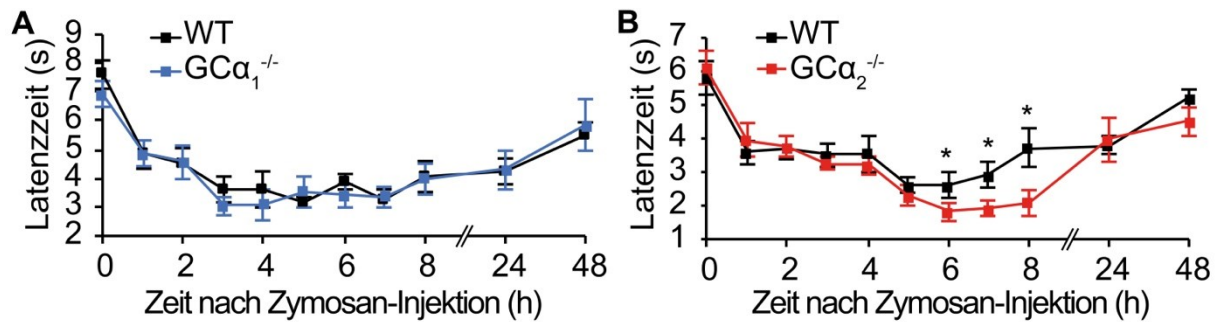 A
WT
GCα₁⁻/⁻
Latenzzeit (s)
9
8
7
6
5
4
3
2
0 2 4 6 8 24 48
Zeit nach Zymosan-Injektion (h)
B
WT
GCα₂⁻/⁻
Latenzzeit (s)
7
6
5
4
3
2
1
* * *
0 2 4 6 8 24 48
Zeit nach Zymosan-Injektion (h)